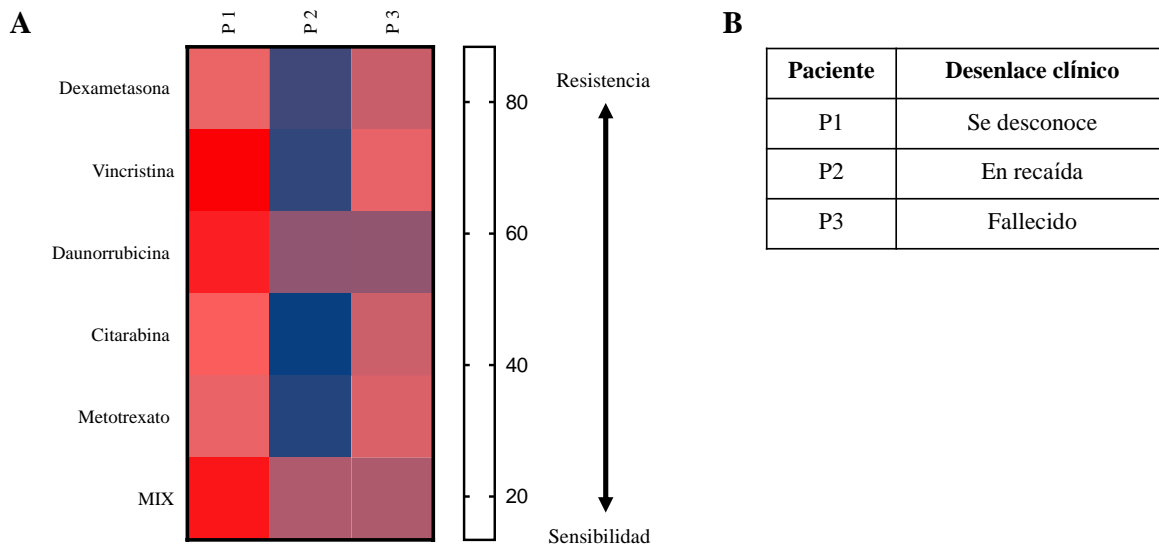 A
P 1
P 2
P 3
Dexametasona
Vincristina
Daunorrubicina
Citarabina
Metotrexato
MIX
80
60
40
20
Resistencia
Sensibilidad
B
Paciente Desenlace clínico
P1 Se desconoce
P2 En recaída
P3 Fallecido